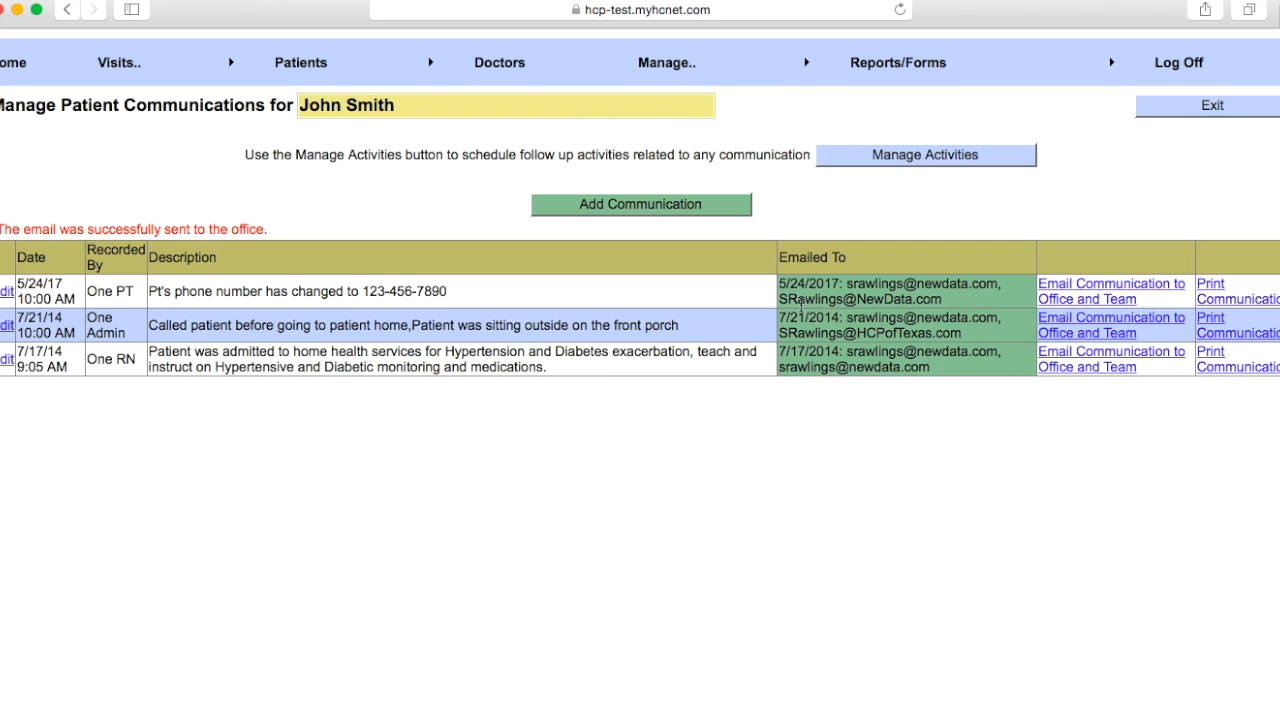 hcp-test.myhcnet.com
ome Visits.. Patients Doctors Manage.. Reports/Forms Log Off
Manage Patient Communications for John Smith Exit
Use the Manage Activities button to schedule follow up activities related to any communication Manage Activities
Add Communication
The email was successfully sent to the office.
Date Recorded By Description Emailed To
dit 5/24/17 10:00 AM One PT Pt's phone number has changed to 123-456-7890 5/24/2017: srawlings@newdata.com, SRawlings@NewData.com Email Communication to Office and Team Print Communicatio
dit 7/21/14 10:00 AM One Admin Called patient before going to patient home,Patient was sitting outside on the front porch 7/21/2014: srawlings@newdata.com, SRawlings@HCPofTexas.com Email Communication to Office and Team Print Communicatio
dit 7/17/14 9:05 AM One RN Patient was admitted to home health services for Hypertension and Diabetes exacerbation, teach and instruct on Hypertensive and Diabetic monitoring and medications. 7/17/2014: srawlings@newdata.com, srawlings@newdata.com Email Communication to Office and Team Print Communicatio